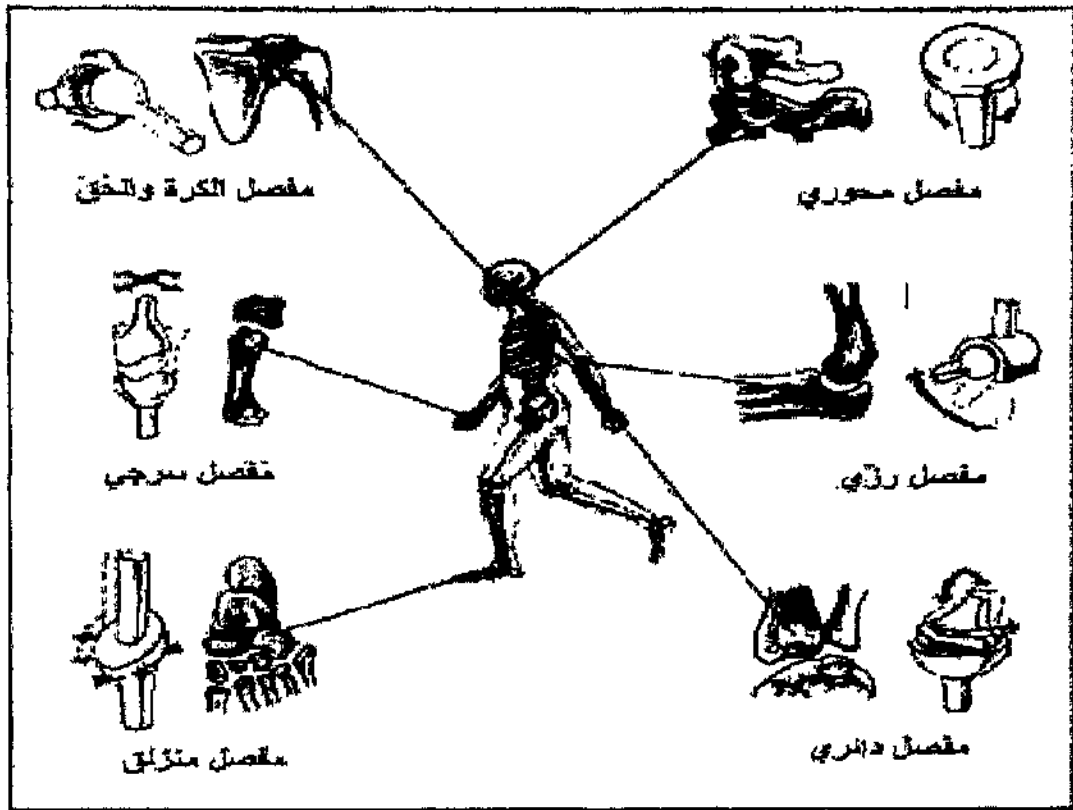 مفصل الكرة والحق
مفصل محوري
مفصل سرجي
مفصل رزي
مفصل منزلق
مفصل دائري